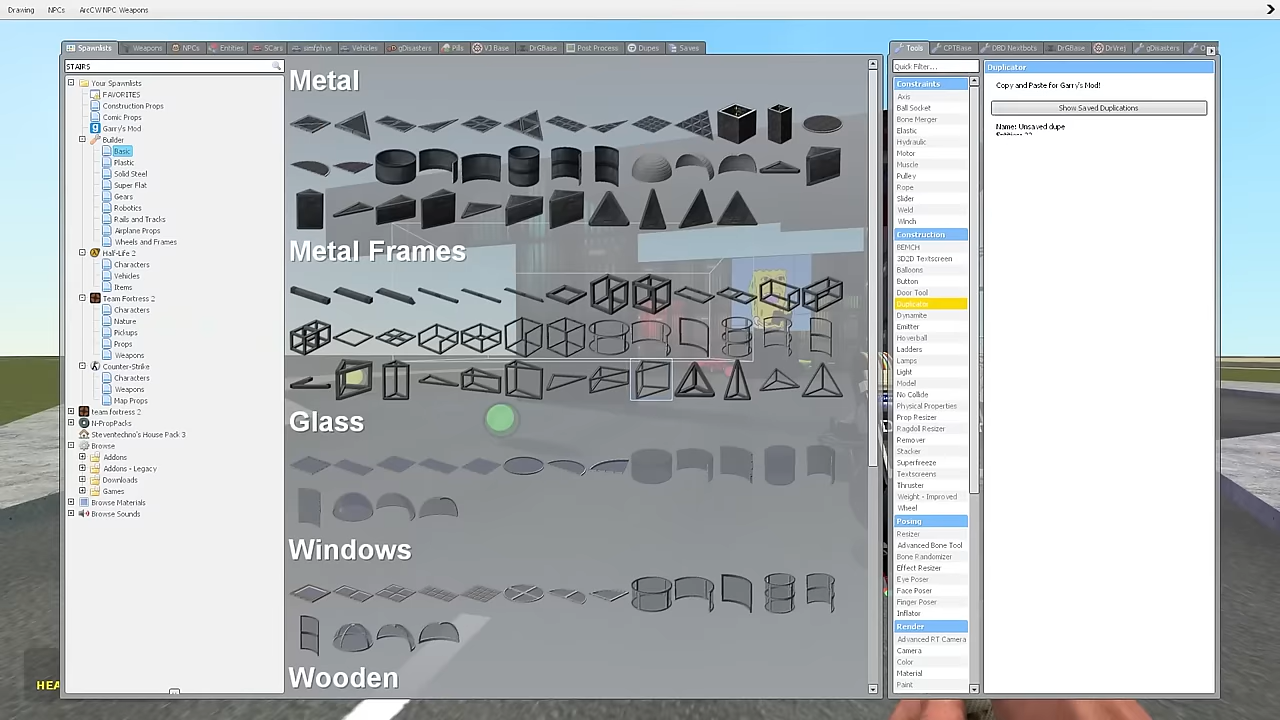 Drawing NPCs ArcCW NPC Weapons
Spawnlists Weapons NPCs Entities SCars wmfphys Vehicles gDisasters Pills VJ Base DrGBase Post Process Dupes Saves
STAIRS
Your Spawnlists
FAVORITES
Construction Props
Comic Props
Garry's Mod
Builder
Basic
Plastic
Solid Steel
Super Flat
Gears
Robotics
Rails and Tracks
Airplane Props
Wheels and Frames
Half-Life 2
Characters
Vehicles
Items
Team Fortress 2
Characters
Nature
Pickups
Props
Weapons
Counter-Strike
Characters
Weapons
Map Props
team fortress 2
N-PropPacks
Steventechno's House Pack 3
Browse
Addons
Addons - Legacy
Downloads
Games
Browse Materials
Browse Sounds
HEA
Metal
Metal Frames
Glass
Windows
Wooden
Tools CPTBase OBD Nextbots DrGBase DrVrej gDisasters
Quick Filter...
Constraints
Axis
Ball Socket
Bone Merger
Elastic
Hydraulic
Motor
Muscle
Pulley
Rope
Slider
Weld
Winch
Construction
BEMCH
3D2D Textscreen
Balloons
Button
Door Tool
Duplicator
Dynamite
Emitter
Hoverball
Ladders
Lamps
Light
Model
No Collide
Physical Properties
Prop Resizer
Ragdoll Resizer
Remover
Stacker
Superfreeze
Textscreens
Thruster
Weight - Improved
Wheel
Posing
Resizer
Advanced Bone Tool
Bone Randomizer
Effect Resizer
Eye Poser
Face Poser
Finger Poser
Inflator
Render
Advanced RT Camera
Camera
Color
Material
Paint
Duplicator
Copy and Paste for Garry's Mod!
Show Saved Duplications
Name: Unsaved dupe